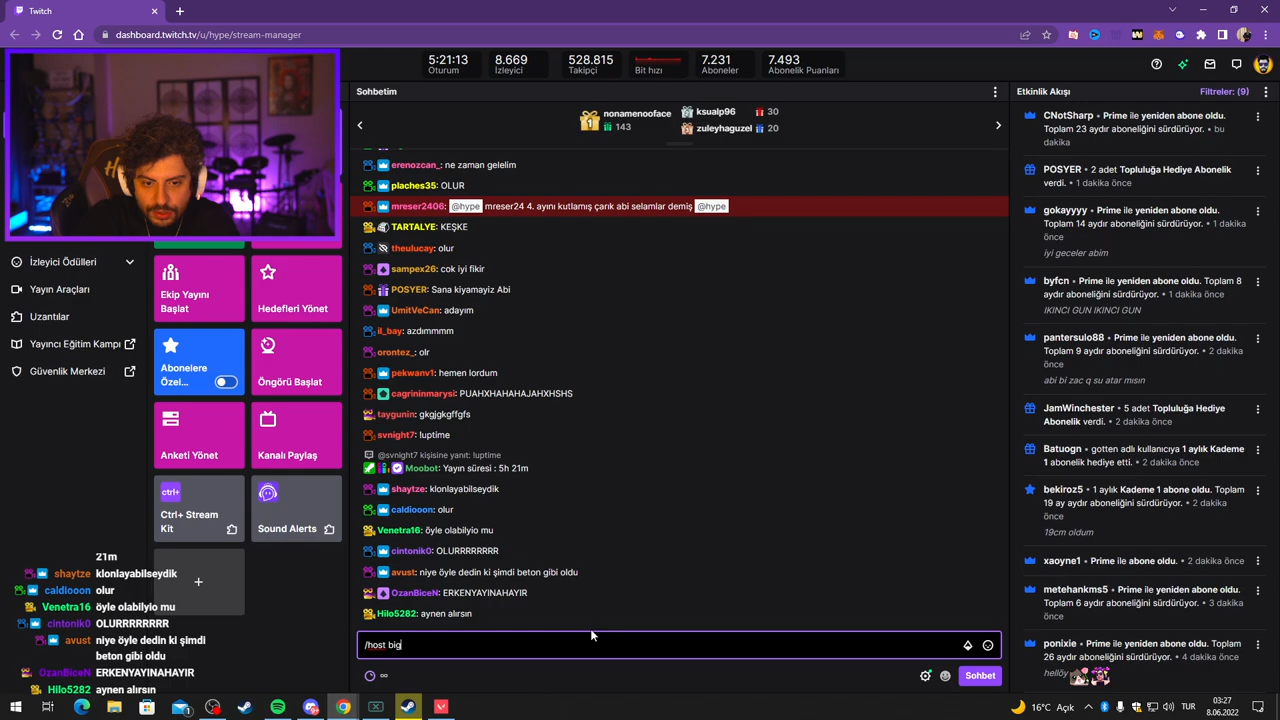 Twitch
dashboard.twitch.tv/u/hype/stream-manager
5:21:13
Oturum
8.669
İzleyici
528.815
Takipçi
Bit hızı
7.231
Aboneler
7.493
Abonelik Puanları
Sohbetim
1
nonamenooface
143
ksualp96
30
zuleyhaguzel
20
erenozcan_: ne zaman gelelim
plaches35: OLUR
mreser2406: @hype mreser24 4. ayını kutlamış çarık abi selamlar demiş @hype
TARTALYE: KEŞKE
theulucay: olur
sampex26: cok iyi fikir
POSYER: Sana kiyamayiz Abi
UmitVeCan: adayım
il_bay: azdımmmm
orontez_: olr
pekwanv1: hemen lordum
cagrininmarysi: PUAHXHAHAHAJAHXHSHS
taygunin: gkgjgkgffgfs
svnight7: luptime
@svnight7 kişisine yanıt: luptime
Moobot: Yayın süresi : 5h 21m
shaytze: klonlayabilseydik
caldiooon: olur
Venetra16: öyle olabilyio mu
cintonik0: OLURRRRRRRR
avust: niye öyle dedin ki şimdi beton gibi oldu
OzanBiceN: ERKENYAYINAHAYIR
Hilo5282: aynen alırsın
/host big
Sohbet
İzleyici Ödülleri
Yayın Araçları
Uzantılar
Yayıncı Eğitim Kampı
Güvenlik Merkezi
Ekip Yayını
Başlat
Hedefleri Yönet
Abonelere
Özel...
Öngörü Başlat
Anketi Yönet
Kanalı Paylaş
ctrl+
Ctrl+ Stream
Kit
Sound Alerts
21m
shaytze klonlayabilseydik
caldiooon olur
Venetra16 öyle olabilyio mu
cintonik0 OLURRRRRRRR
avust niye öyle dedin ki şimdi
beton gibi oldu
OzanBiceN ERKENYAYINAHAYIR
Hilo5282 aynen alırsın
Etkinlik Akışı
Filtreler: (9)
CNotSharp • Prime ile yeniden abone oldu.
Toplam 23 aydır aboneliğini sürdürüyor. • bu
dakika
POSYER • 2 adet Topluluğa Hediye Abonelik
verdi. • 1 dakika önce
gokayyyy • Prime ile yeniden abone oldu.
Toplam 14 aydır aboneliğini sürdürüyor. • 1 dakika
önce
iyi geceler abim
byfcn • Prime ile yeniden abone oldu. Toplam 8
aydır aboneliğini sürdürüyor. • 1 dakika önce
IKINCI GUN IKINCI GUN
pantersulo88 • Prime ile yeniden abone oldu.
Toplam 9 aydır aboneliğini sürdürüyor. • 2 dakika
önce
abi bi zac q su atar mısın
JamWinchester • 5 adet Topluluğa Hediye
Abonelik verdi. • 2 dakika önce
Batuogn • gotten adlı kullanıcıya 1 aylık Kademe
1 abonelik hediye etti. • 2 dakika önce
bekiroz5 • 1 aylık Kademe 1 abone oldu. Toplam
19 ay aydır aboneliğini sürdürüyor. • 2 dakika
önce
19cm oldum
xaoyne1 • Prime ile abone oldu. • 2 dakika önce
metehankms5 • Prime ile yeniden abone oldu.
Toplam 6 aydır aboneliğini sürdürüyor. • 3 dakika
önce
ponixie • Prime ile yeniden abone oldu. Toplam
26 aydır aboneliğini sürdürüyor. • 4 dakika önce
hellöy
16°C Açık
TUR
03:27
8.06.2022